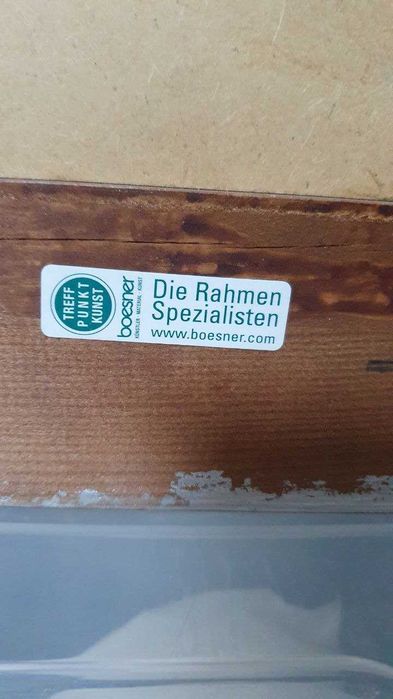 TREFF
PUNKT
KUNST
boesner
KÜNSTLER · MATERIAL · KUNST
Die Rahmen
Spezialisten
www.boesner.com